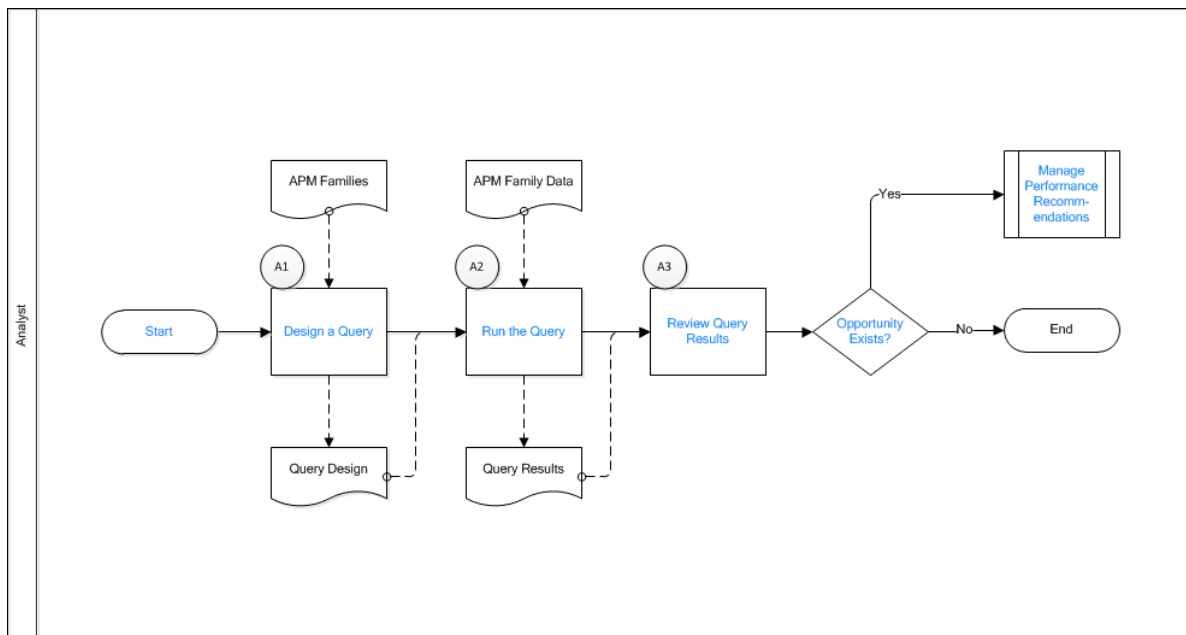 Analyst
APM Families
APM Family Data
Manage
Performance
Recomm-
endations
Yes
A1
A2
A3
Start
Design a Query
Run the Query
Review Query
Results
Opportunity
Exists?
No
End
Query Design
Query Results